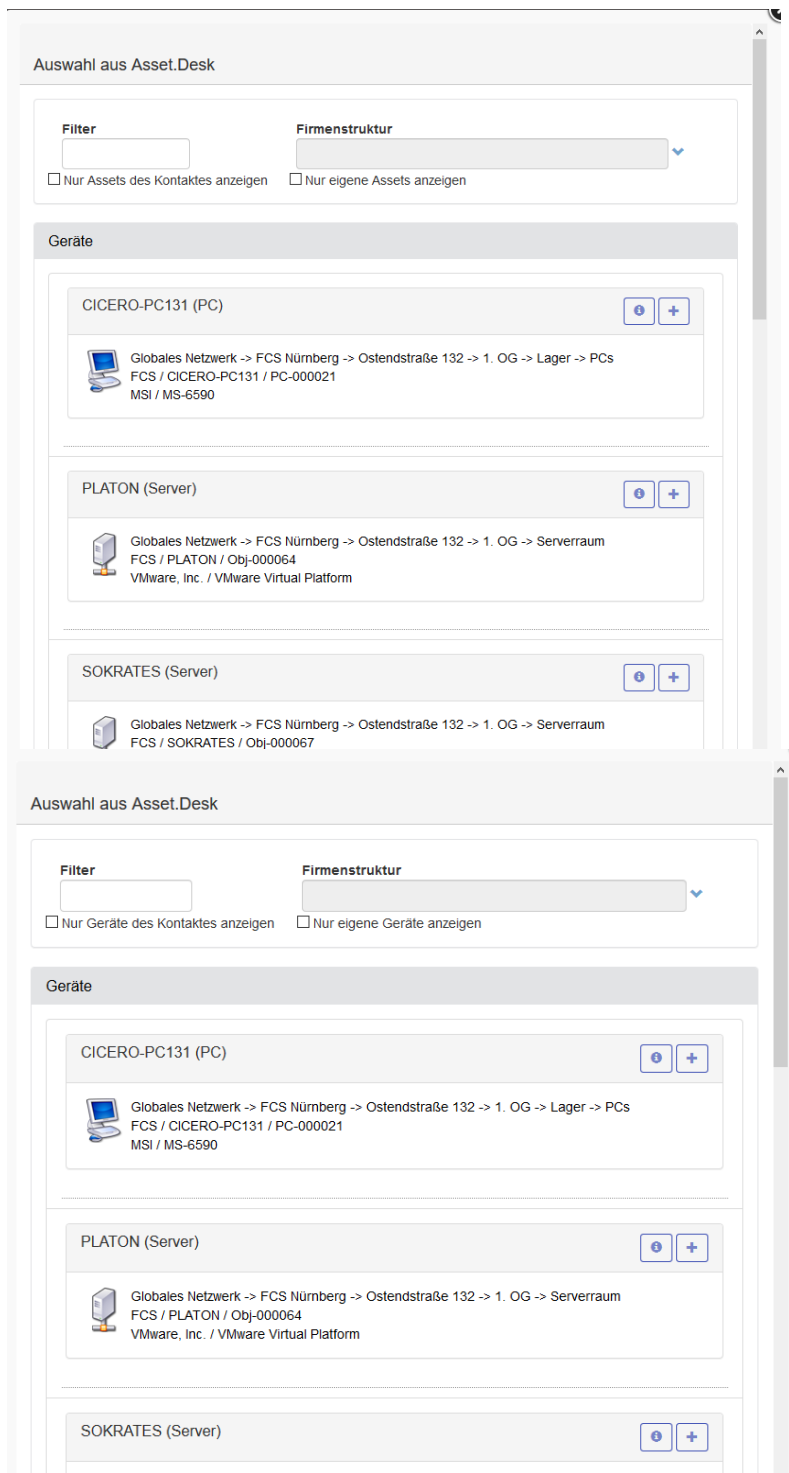 Auswahl aus Asset.Desk
Filter Firmenstruktur
Nur Assets des Kontaktes anzeigen Nur eigene Assets anzeigen
Geräte
CICERO-PC131 (PC)
Globales Netzwerk -> FCS Nürnberg -> Ostendstraße 132 -> 1. OG -> Lager -> PCs
FCS / CICERO-PC131 / PC-000021
MSI / MS-6590
PLATON (Server)
Globales Netzwerk -> FCS Nürnberg -> Ostendstraße 132 -> 1. OG -> Serverraum
FCS / PLATON / Obj-000064
VMware, Inc. / VMware Virtual Platform
SOKRATES (Server)
Globales Netzwerk -> FCS Nürnberg -> Ostendstraße 132 -> 1. OG -> Serverraum
FCS / SOKRATES / Obj-000067
Auswahl aus Asset.Desk
Filter Firmenstruktur
Nur Geräte des Kontaktes anzeigen Nur eigene Geräte anzeigen
Geräte
CICERO-PC131 (PC)
Globales Netzwerk -> FCS Nürnberg -> Ostendstraße 132 -> 1. OG -> Lager -> PCs
FCS / CICERO-PC131 / PC-000021
MSI / MS-6590
PLATON (Server)
Globales Netzwerk -> FCS Nürnberg -> Ostendstraße 132 -> 1. OG -> Serverraum
FCS / PLATON / Obj-000064
VMware, Inc. / VMware Virtual Platform
SOKRATES (Server)